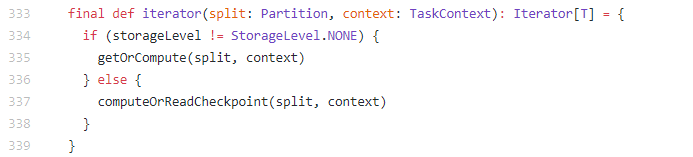 333 final def iterator(split: Partition, context: TaskContext): Iterator[T] = {
334 if (storageLevel != StorageLevel.NONE) {
335 getOrCompute(split, context)
336 } else {
337 computeOrReadCheckpoint(split, context)
338 }
339 }